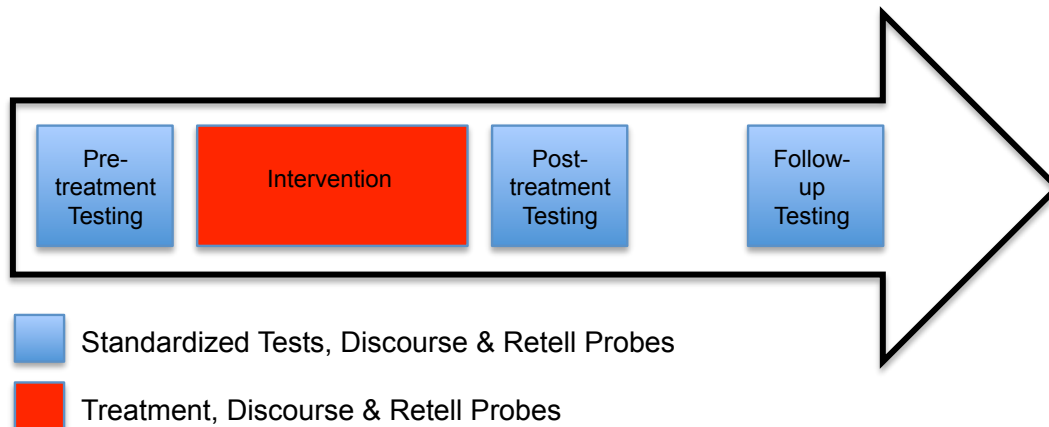 Pre-
treatment
Testing
Intervention
Post-
treatment
Testing
Follow-
up
Testing
Standardized Tests, Discourse & Retell Probes
Treatment, Discourse & Retell Probes